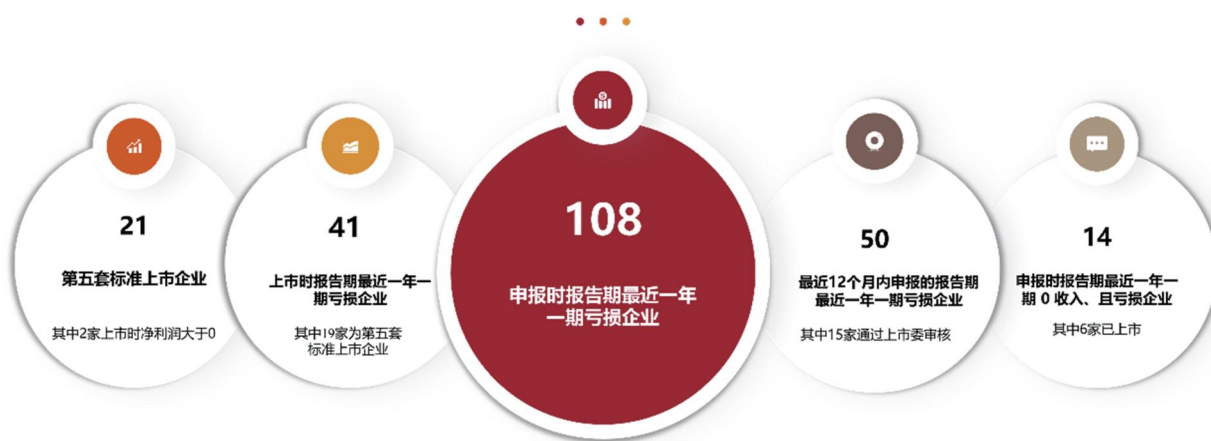 21
第五套标准上市企业
其中2家上市时净利润大于0
41
上市时报告期最近一年一
期亏损企业
其中19家为第五套
标准上市企业
108
申报时报告期最近一年
一期亏损企业
50
最近12个月内申报的报告期
最近一年一期亏损企业
其中15家通过上市委审核
14
申报时报告期最近一年一
期 0 收入、且亏损企业
其中6家已上市